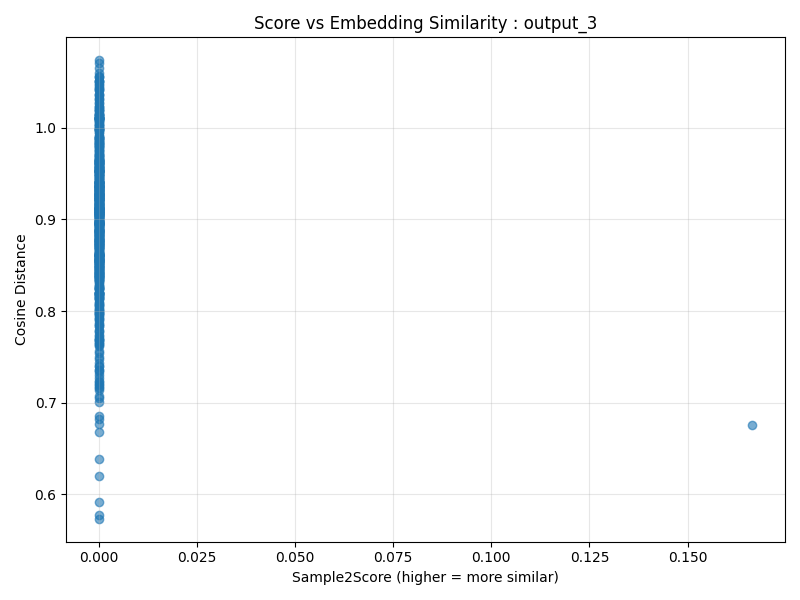 Score vs Embedding Similarity : output_3
Cosine Distance
1.0
0.9
0.8
0.7
0.6
0.000 0.025 0.050 0.075 0.100 0.125 0.150
Sample2Score (higher = more similar)